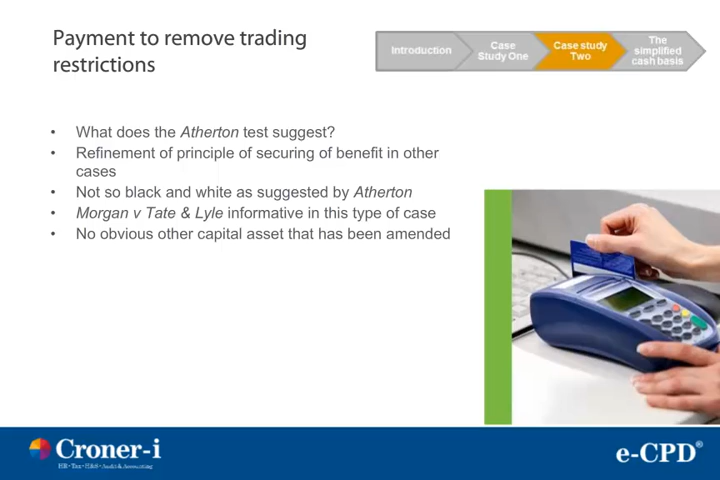 Payment to remove trading
restrictions
Introduction
Case
Study One
Case study
Two
The
simplified
cash basis
• What does the Atherton test suggest?
• Refinement of principle of securing of benefit in other
cases
• Not so black and white as suggested by Atherton
• Morgan v Tate & Lyle informative in this type of case
• No obvious other capital asset that has been amended
Croner-i
HR • Tax • H&S • Audit & Accounting
e-CPD®